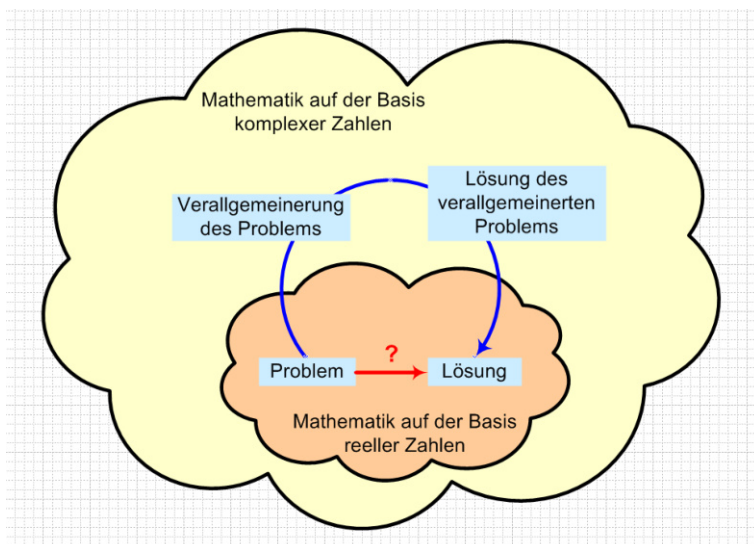 Mathematik auf der Basis
komplexer Zahlen
Verallgemeinerung
des Problems
Lösung des
verallgemeinerten
Problems
?
Problem
Lösung
Mathematik auf der Basis
reeller Zahlen